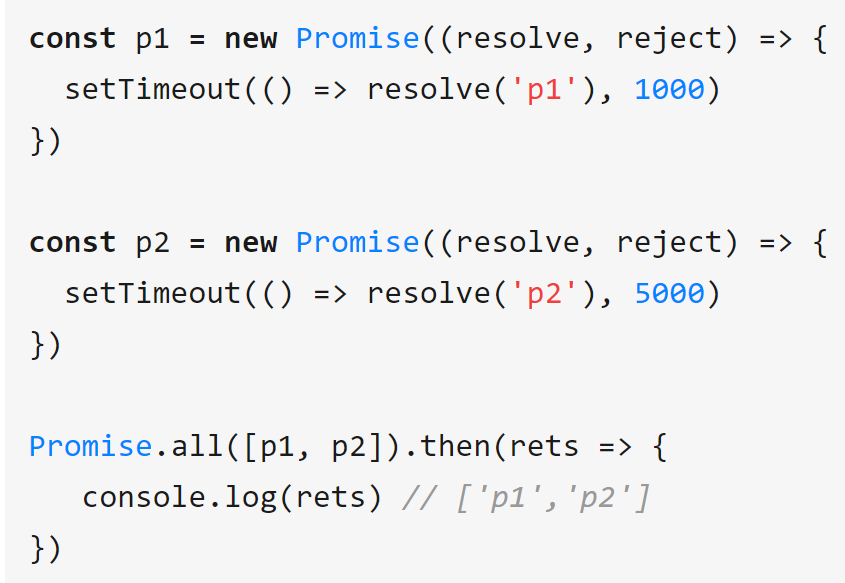 const p1 = new Promise((resolve, reject) => {
  setTimeout(() => resolve('p1'), 1000)
})

const p2 = new Promise((resolve, reject) => {
  setTimeout(() => resolve('p2'), 5000)
})

Promise.all([p1, p2]).then(rets => {
   console.log(rets) // ['p1','p2']
})